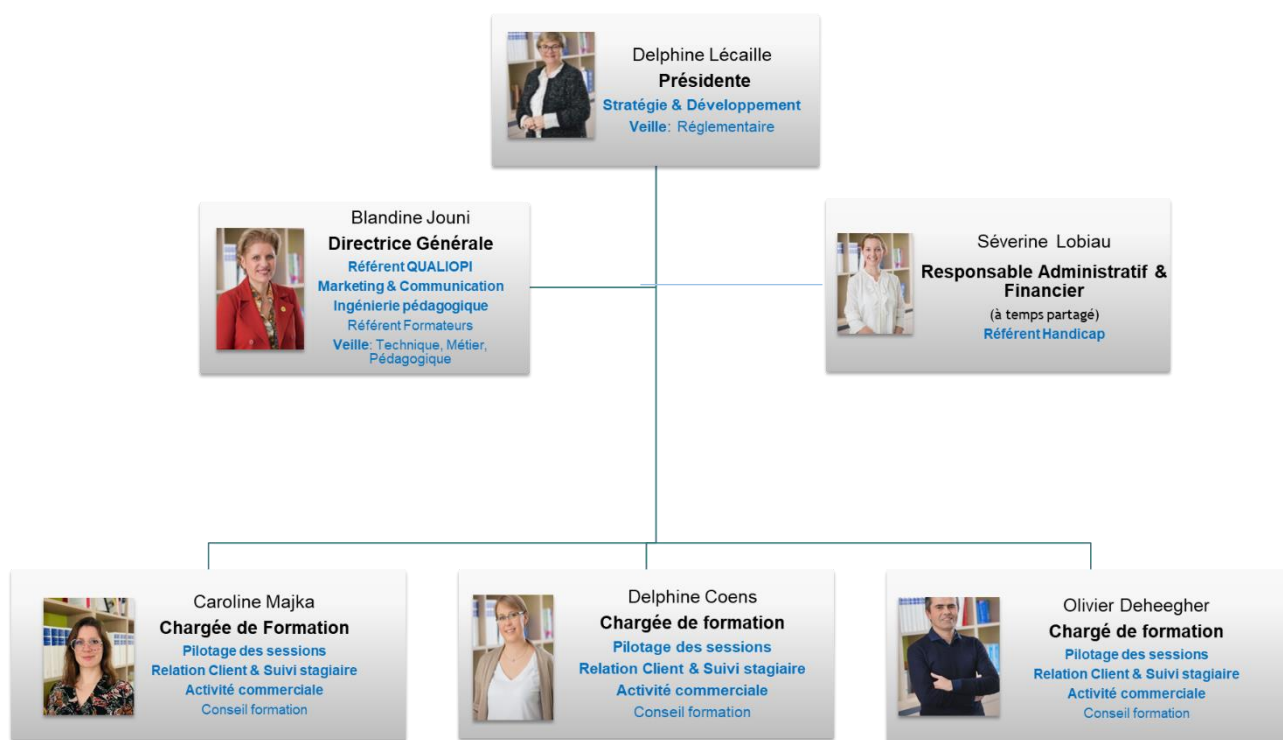 Delphine Lécaille
Présidente
Stratégie & Développement
Veille: Réglementaire
Blandine Jouni
Directrice Générale
Référent QUALIOPI
Marketing & Communication
Ingénierie pédagogique
Référent Formateurs
Veille: Technique, Métier,
Pédagogique
Séverine Lobiau
Responsable Administratif &
Financier
(à temps partagé)
Référent Handicap
Caroline Majka
Chargée de Formation
Pilotage des sessions
Relation Client & Suivi stagiaire
Activité commerciale
Conseil formation
Delphine Coens
Chargée de formation
Pilotage des sessions
Relation Client & Suivi stagiaire
Activité commerciale
Conseil formation
Olivier Deheegher
Chargé de formation
Pilotage des sessions
Relation Client & Suivi stagiaire
Activité commerciale
Conseil formation